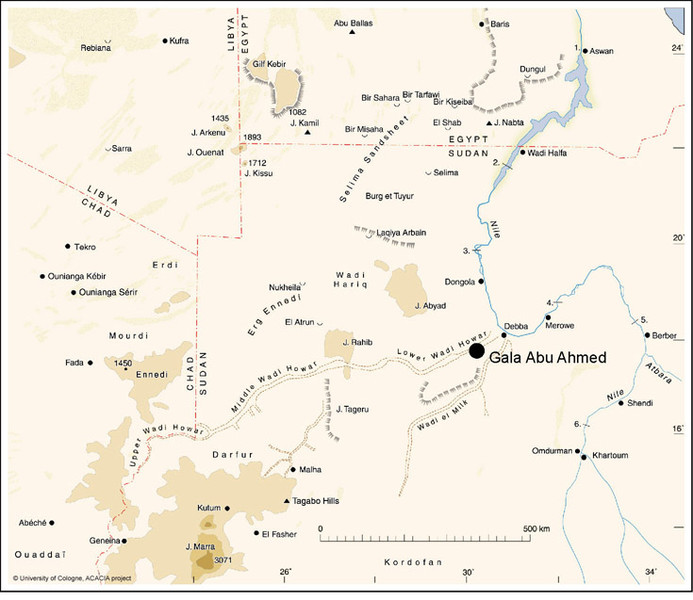 Abu Ballas
Baris
24°
Rebiana
Kufra
LIBYA
EGYPT
1.
Aswan
Gilf Kebir
Dungul
Bir Sahara
Bir Tarfawi
Bir Kiseiba
1082
J. Kamil
1435
J. Arkenu
El Shab
J. Nabta
Bir Misaha
1893
J. Ouenat
Sarra
EGYPT
SUDAN
Wadi Halfa
2.
1712
J. Kissu
Selima Sandsheet
Selima
LIBYA
CHAD
Burg et Tuyur
Nile
Laqiya Arbain
Tekro
3.
20°
Erdi
Ounianga Kébir
Ounianga Sérir
Nukheila
Wadi
Hariq
Dongola
J. Abyad
Erg Ennedi
4.
Merowe
El Atrun
Debba
5.
Berber
Mourdi
J. Rahib
Lower Wadi Howar
Gala Abu Ahmed
Fada
1450
Ennedi
CHAD
SUDAN
Middle Wadi Howar
Atbara
Nile
Shendi
J. Tageru
Wadi el Milk
Upper Wadi Howar
6.
16°
Omdurman
Khartoum
Darfur
Malha
Kutum
Tagabo Hills
Abéché
Geneina
El Fasher
0
500 km
J. Marra
3071
Ouaddaï
Kordofan
© University of Cologne, ACACIA project
26°
30°
34°